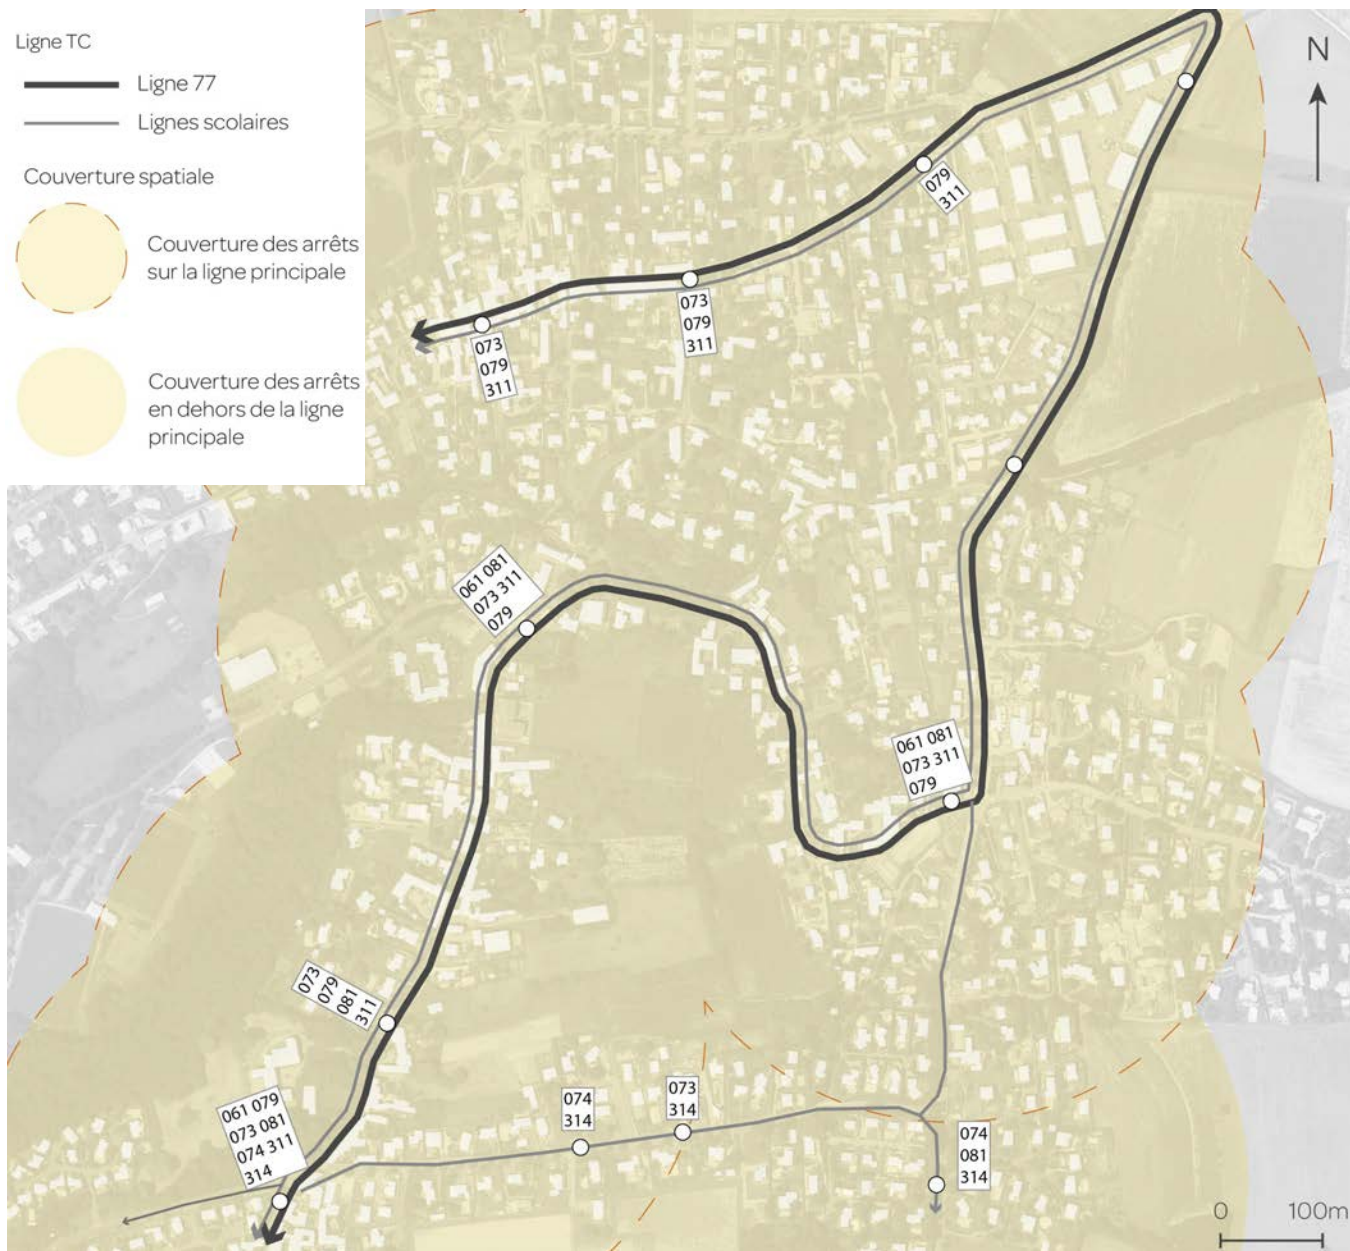 Ligne TC
Ligne 77
Lignes scolaires
Couverture spatiale
Couverture des arrêts
sur la ligne principale
Couverture des arrêts
en dehors de la ligne
principale
N
079
311
073
079
311
073
079
311
061 081
073 311
079
061 081
073 311
079
073
079
081
311
061 079
073 081
074 311
314
074
314
073
314
074
081
314
0 100m